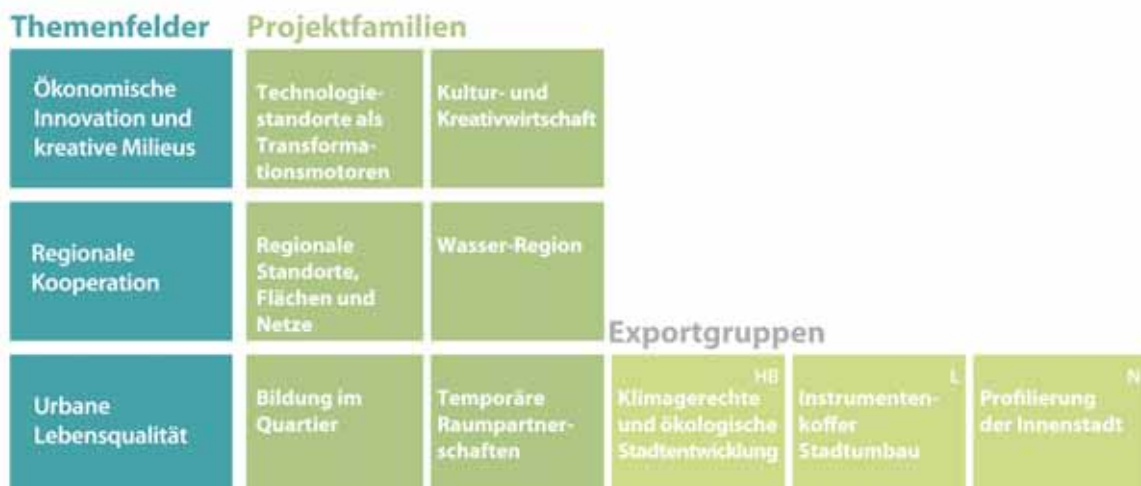 Themenfelder
Projektfamilien
Ökonomische
Innovation und
kreative Milieus
Technologie-
standorte als
Transforma-
tionsmotoren
Kultur- und
Kreativwirtschaft
Regionale
Kooperation
Regionale
Standorte,
Flächen und
Netze
Wasser-Region
Exportgruppen
Urbane
Lebensqualität
Bildung im
Quartier
Temporäre
Raumpartner-
schaften
HB
Klimagerechte
und ökologische
Stadtentwicklung
L
Instrumenten-
koffer
Stadtumbau
N
Profilierung
der Innenstadt